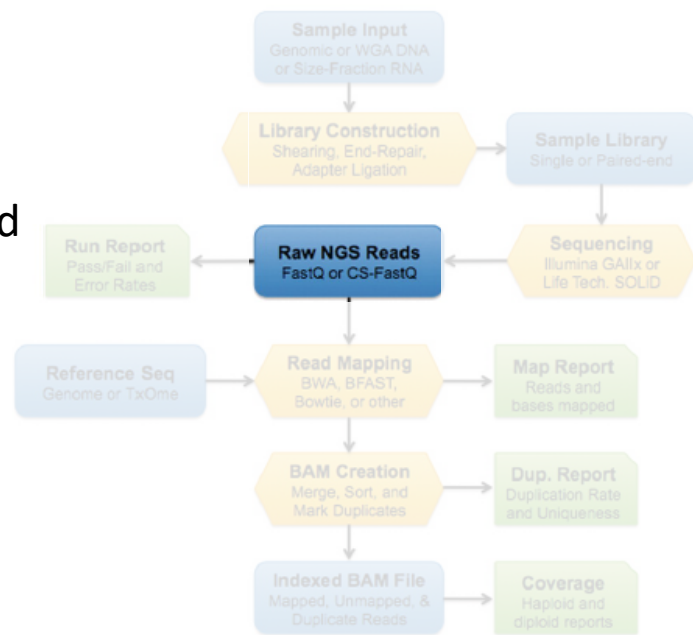 Sample Input
Genomic or WGA DNA
or Size-Fraction RNA
Library Construction
Shearing, End-Repair,
Adapter Ligation
Sample Library
Single or Paired-end
d
Run Report
Pass/Fail and
Error Rates
Raw NGS Reads
FastQ or CS-FastQ
Sequencing
Illumina GAIIx or
Life Tech. SOLiD
Reference Seq
Genome or TxOme
Read Mapping
BWA, BFAST,
Bowtie, or other
Map Report
Reads and
bases mapped
BAM Creation
Merge, Sort, and
Mark Duplicates
Dup. Report
Duplication Rate
and Uniqueness
Indexed BAM File
Mapped, Unmapped, &
Duplicate Reads
Coverage
Haploid and
diploid reports